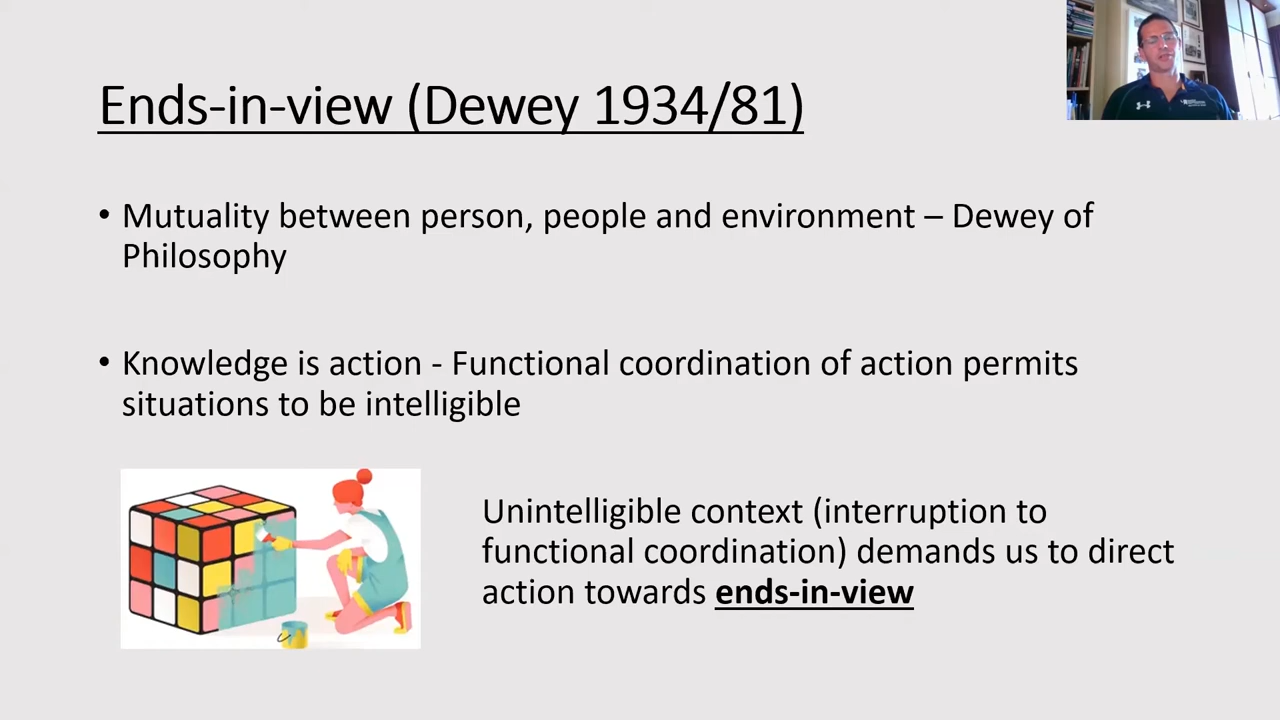 Ends-in-view (Dewey 1934/81)
• Mutuality between person, people and environment – Dewey of
Philosophy
• Knowledge is action - Functional coordination of action permits
situations to be intelligible
Unintelligible context (interruption to
functional coordination) demands us to direct
action towards ends-in-view